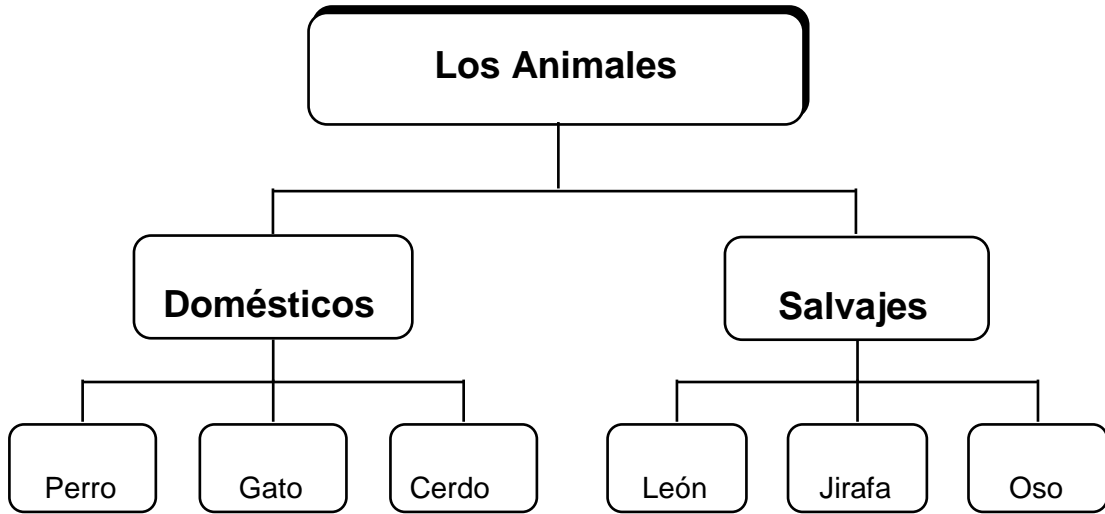 Los Animales
Domésticos
Salvajes
Perro
Gato
Cerdo
León
Jirafa
Oso